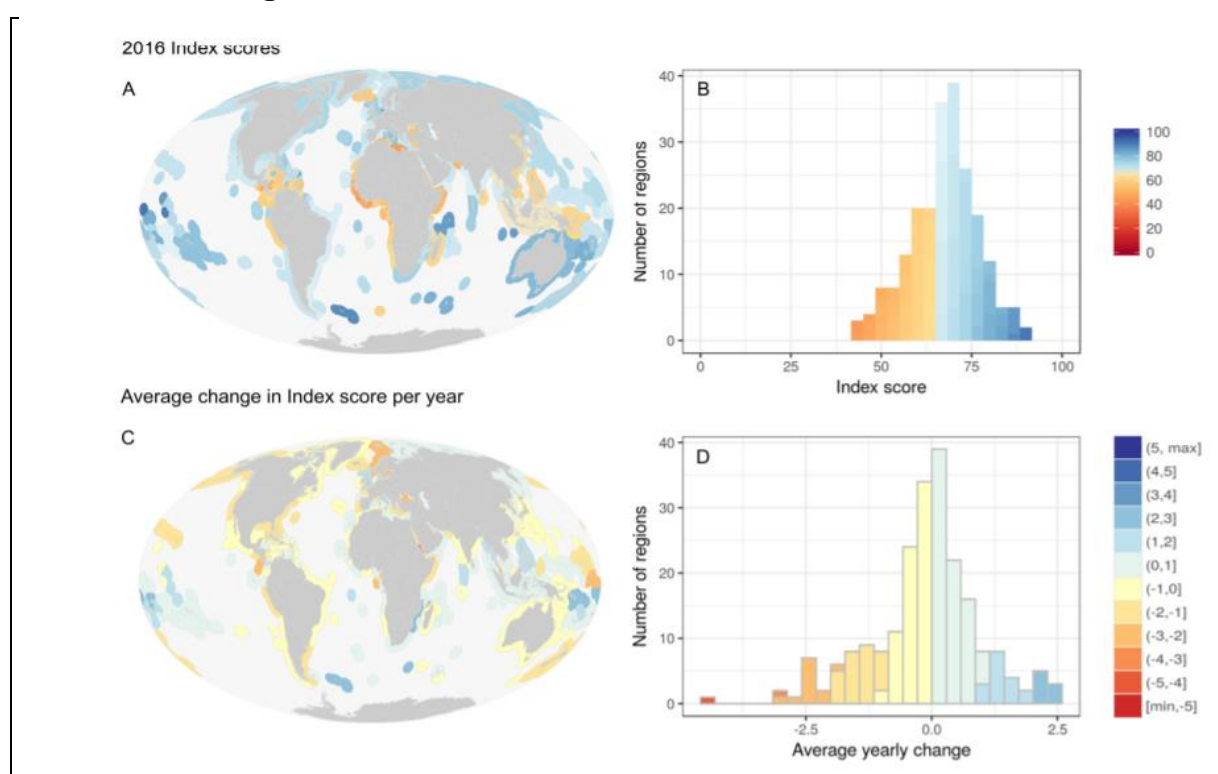 2016 Index scores
A
B
40
30
20
10
0
Number of regions
0 25 50 75 100
Index score
100
80
60
40
20
0
Average change in Index score per year
C
D
40
30
20
10
0
Number of regions
-2.5 0.0 2.5
Average yearly change
(5, max]
(4,5]
(3,4]
(2,3]
(1,2]
(0,1]
(-1,0]
(-2,-1]
(-3,-2]
(-4,-3]
(-5,-4]
[min,-5]